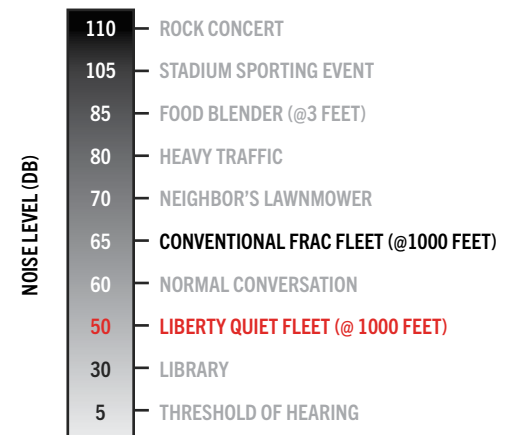 NOISE LEVEL (DB)
110 ROCK CONCERT
105 STADIUM SPORTING EVENT
85 FOOD BLENDER (@3 FEET)
80 HEAVY TRAFFIC
70 NEIGHBOR'S LAWNMOWER
65 CONVENTIONAL FRAC FLEET (@1000 FEET)
60 NORMAL CONVERSATION
50 LIBERTY QUIET FLEET (@ 1000 FEET)
30 LIBRARY
5 THRESHOLD OF HEARING